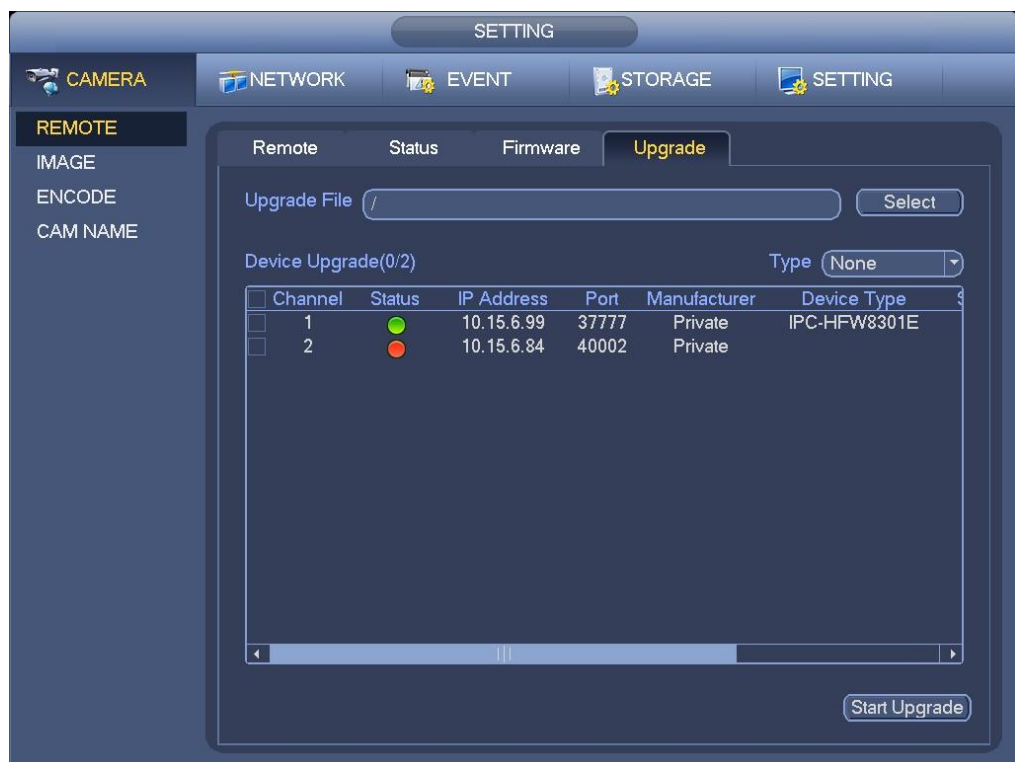 SETTING
CAMERA NETWORK EVENT STORAGE SETTING
REMOTE
IMAGE
ENCODE
CAM NAME
Remote Status Firmware Upgrade
Upgrade File / Select
Device Upgrade(0/2) Type None
Channel Status IP Address Port Manufacturer Device Type
1 10.15.6.99 37777 Private IPC-HFW8301E
2 10.15.6.84 40002 Private
Start Upgrade